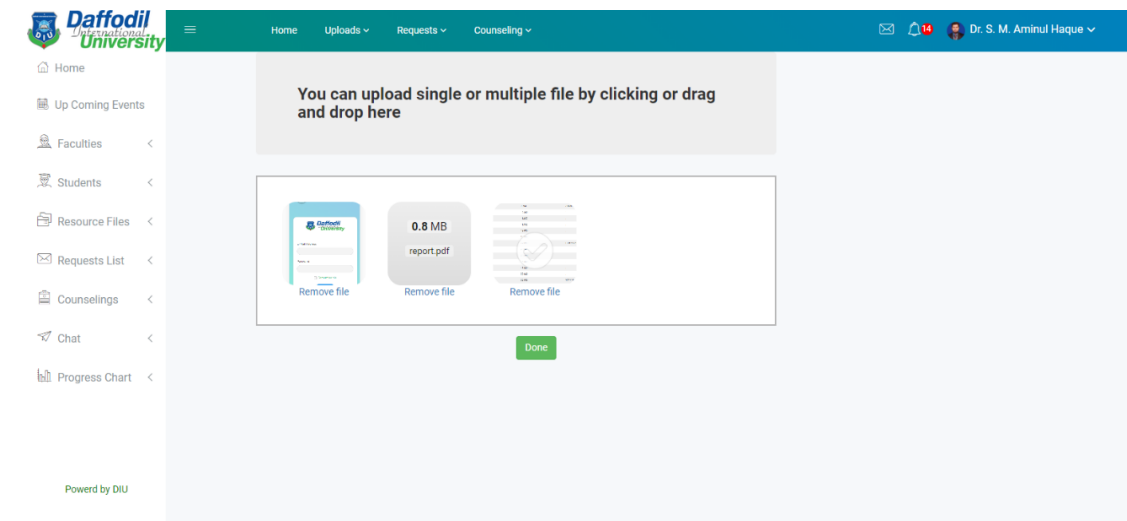 Daffodil
International
University
Home
Uploads
Requests
Counseling
14
Dr. S. M. Aminul Haque
Home
Up Coming Events
Faculties
Students
Resource Files
Requests List
Counselings
Chat
Progress Chart
Powerd by DIU
You can upload single or multiple file by clicking or drag
and drop here
Daffodil
University
0.8 MB
report.pdf
Remove file
Remove file
Remove file
Done